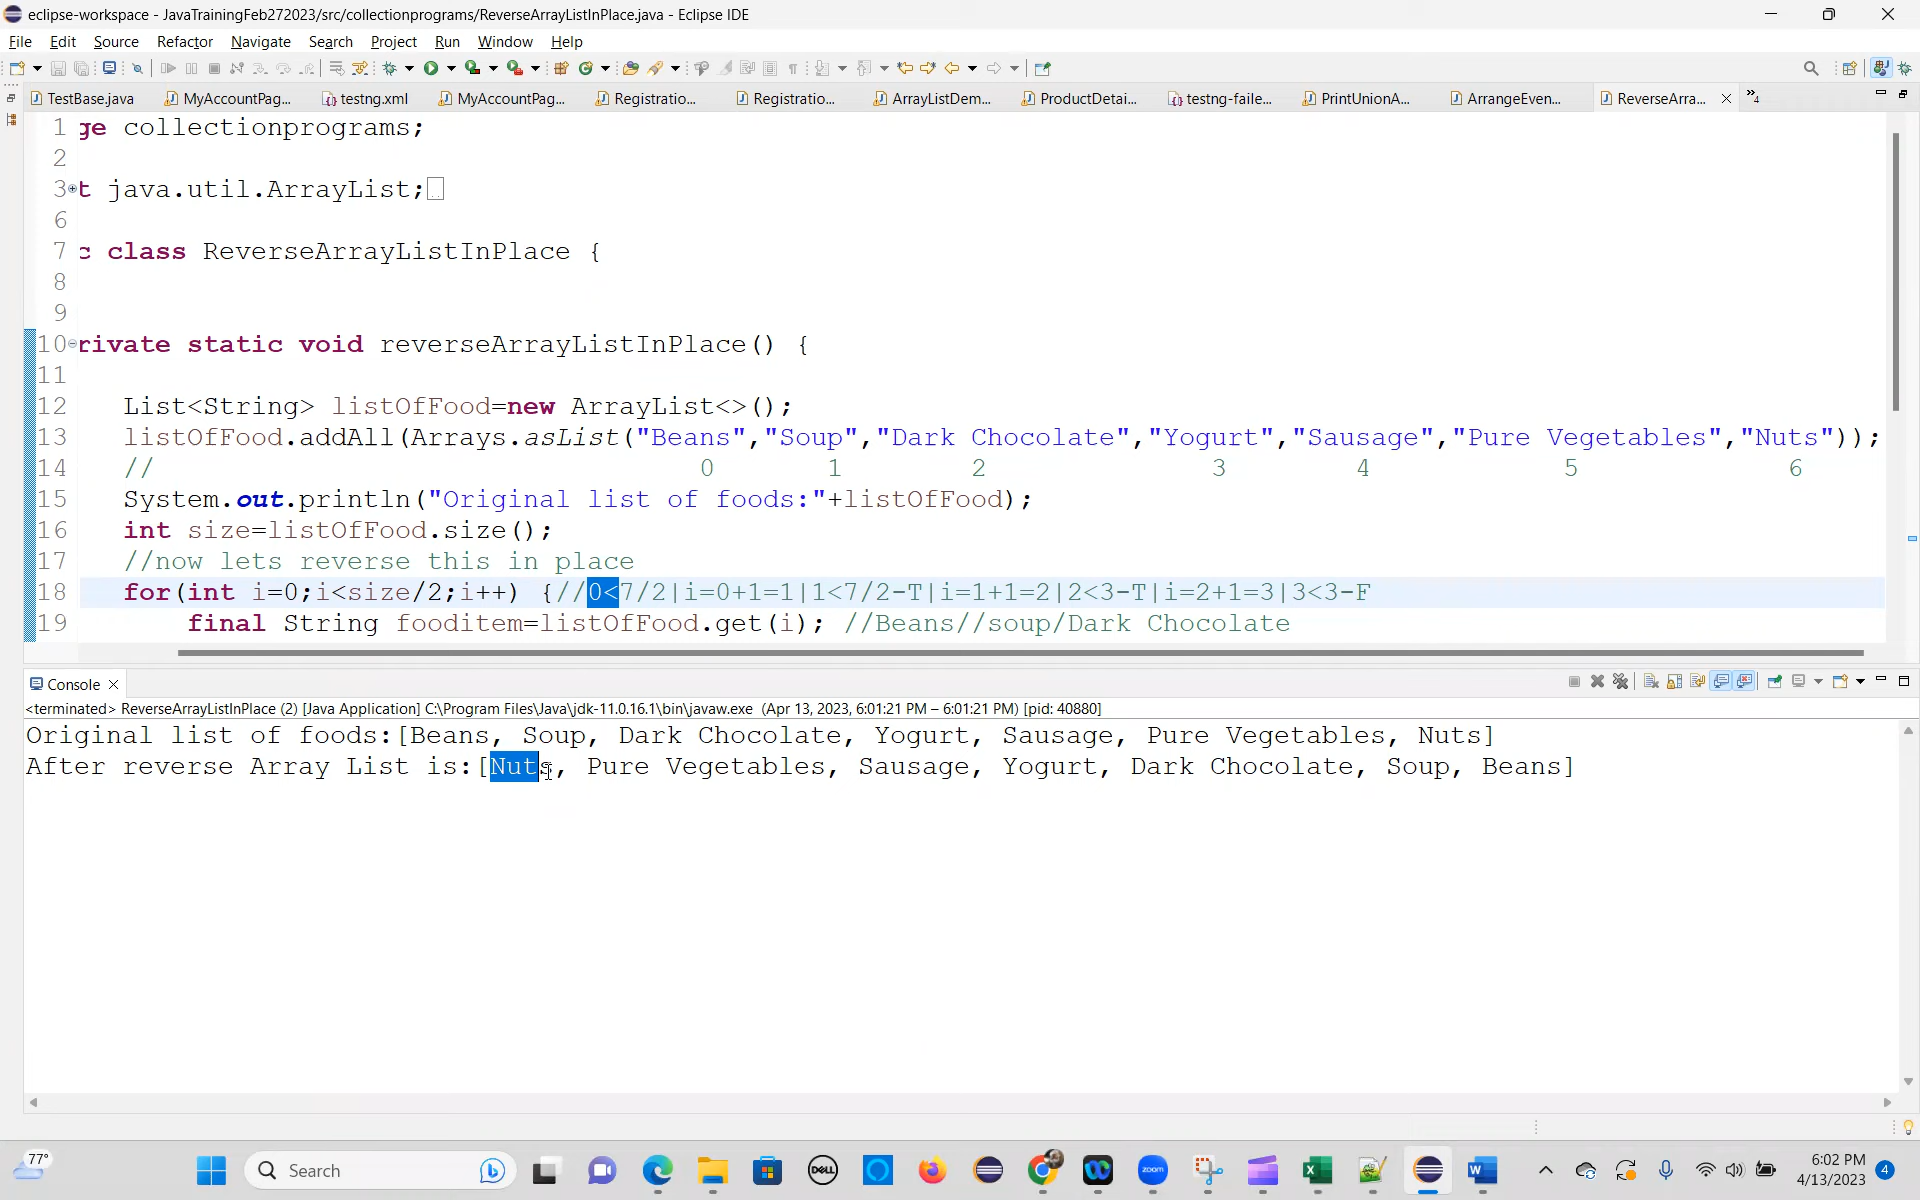 eclipse-workspace - JavaTrainingFeb272023/src/collectionprograms/ReverseArrayListInPlace.java - Eclipse IDE
File Edit Source Refactor Navigate Search Project Run Window Help
TestBase.java MyAccountPag... testng.xml MyAccountPag... Registratio... Registratio... ArrayListDem... ProductDetai... testng-faile... PrintUnionA... ArrangeEven... ReverseArra... »4
1 ge collectionprograms;
2
3 t java.util.ArrayList;
6
7 c class ReverseArrayListInPlace {
8
9
10 rivate static void reverseArrayListInPlace() {
11
12 List<String> listOfFood=new ArrayList<>();
13 listOfFood.addAll(Arrays.asList("Beans","Soup","Dark Chocolate","Yogurt","Sausage","Pure Vegetables","Nuts"));
14 // 0 1 2 3 4 5 6
15 System.out.println("Original list of foods:"+listOfFood);
16 int size=listOfFood.size();
17 //now lets reverse this in place
18 for(int i=0;i<size/2;i++) {//0<7/2|i=0+1=1|1<7/2-T|i=1+1=2|2<3-T|i=2+1=3|3<3-F
19 final String fooditem=listOfFood.get(i); //Beans//soup/Dark Chocolate
Console
<terminated> ReverseArrayListInPlace (2) [Java Application] C:\Program Files\Java\jdk-11.0.16.1\bin\javaw.exe (Apr 13, 2023, 6:01:21 PM – 6:01:21 PM) [pid: 40880]
Original list of foods:[Beans, Soup, Dark Chocolate, Yogurt, Sausage, Pure Vegetables, Nuts]
After reverse Array List is:[Nuts, Pure Vegetables, Sausage, Yogurt, Dark Chocolate, Soup, Beans]
77°
Search
DELL
zoom
6:02 PM
4/13/2023
4